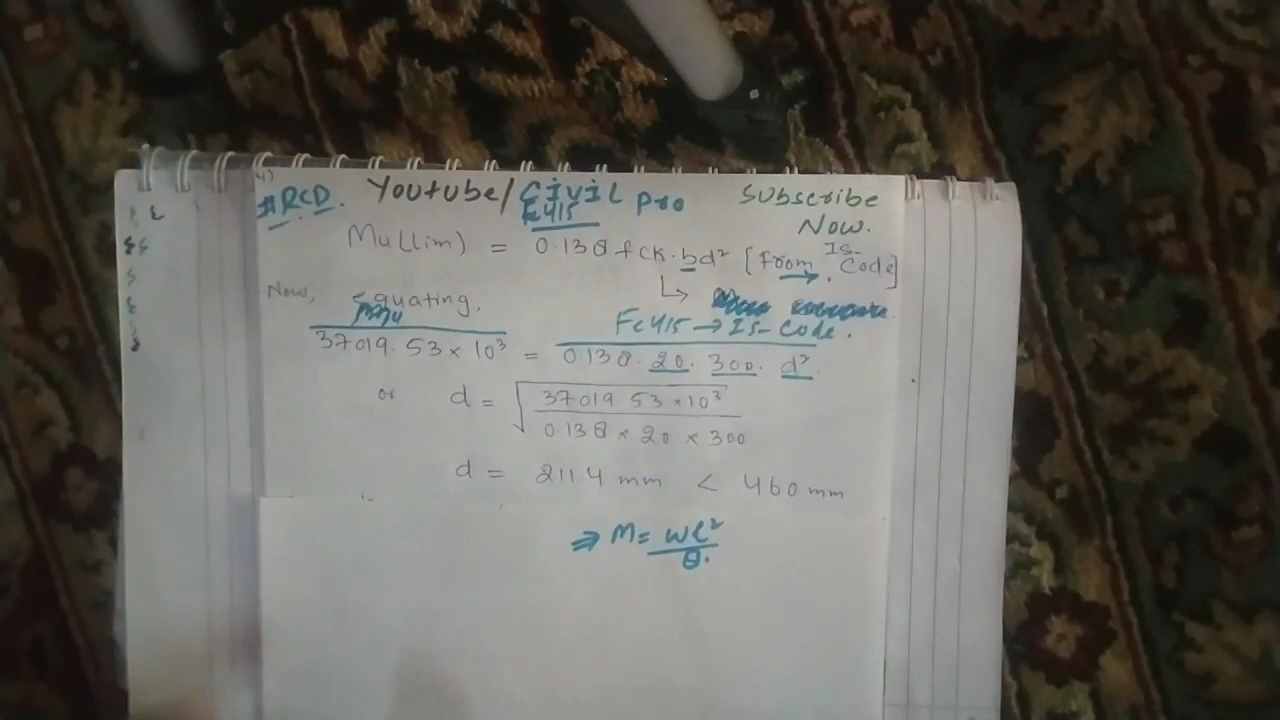 #RCD. Youtube/Civil Pro Subscribe Now.
Fe415
Mu(lim) = 0.138 fck.bd² [From IS-Code]
Now, equating,
Fe415 → IS-Code.
37019.53 × 10³ = 0.138. 20. 300. d²
or d = √ 37019.53 × 10³
0.138 × 20 × 300
d = 211.4 mm < 460 mm
⇒ M = wl²
8.